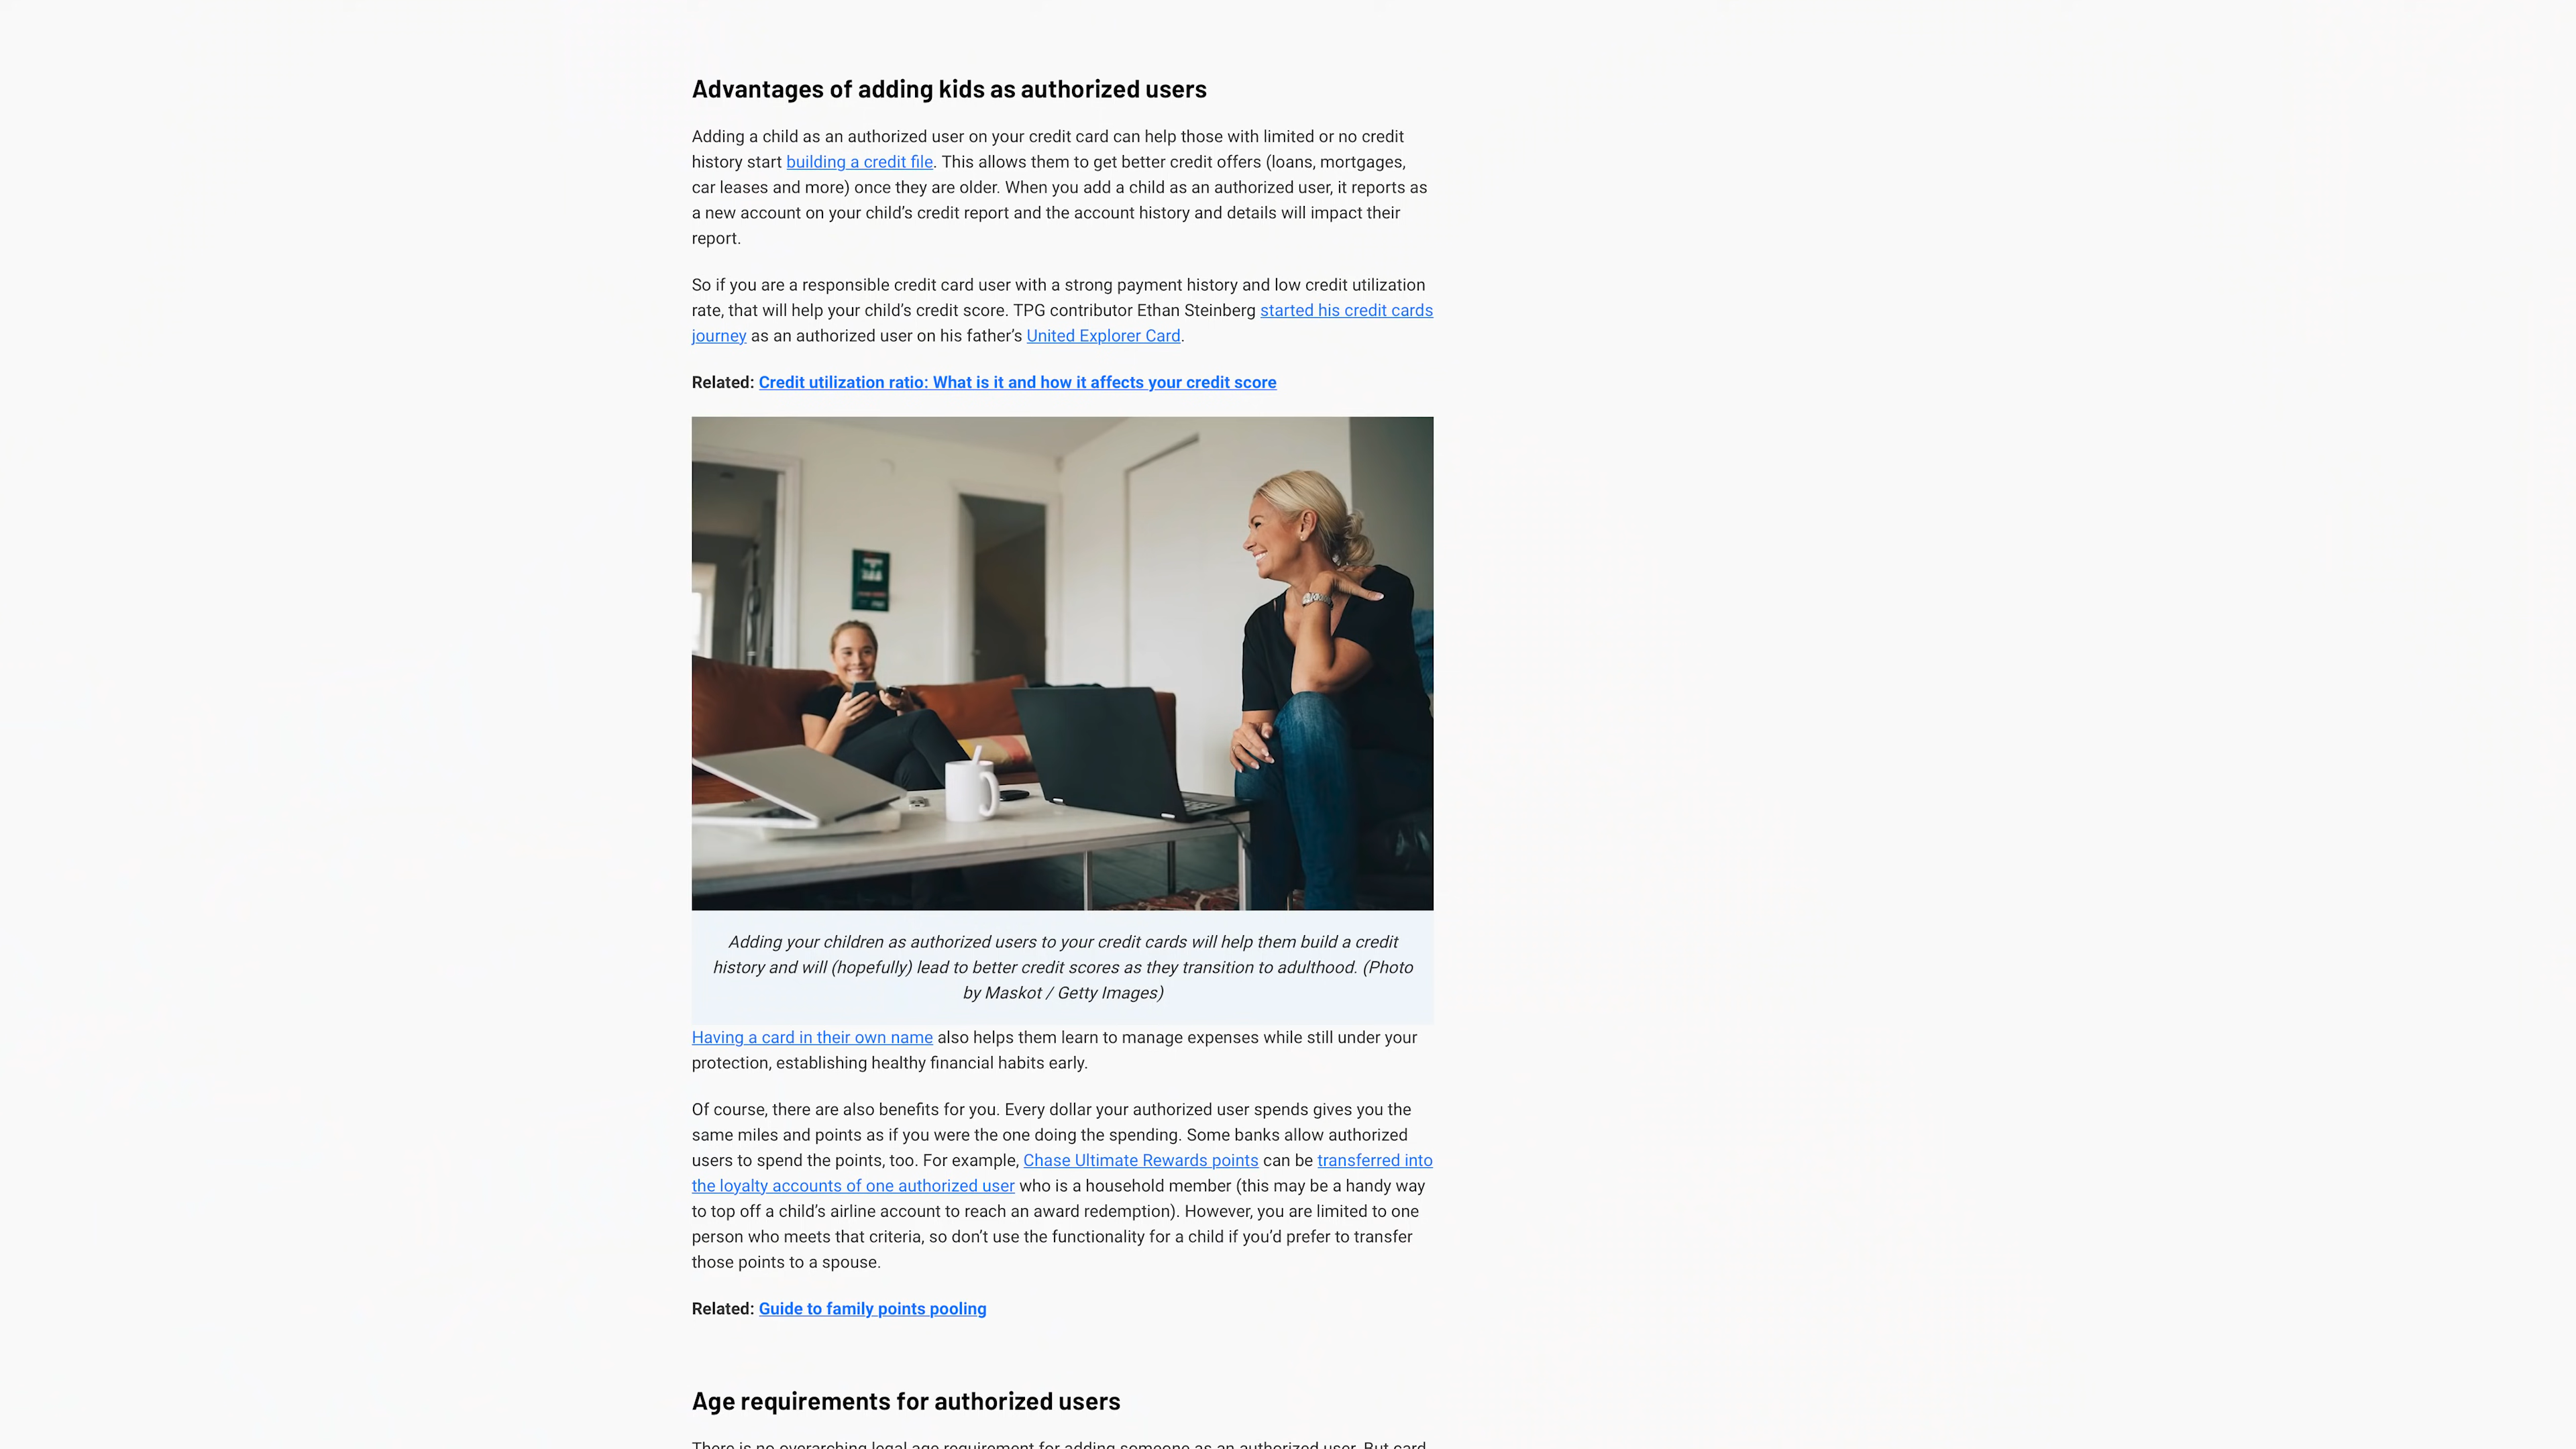 Advantages of adding kids as authorized users
Adding a child as an authorized user on your credit card can help those with limited or no credit
history start building a credit file. This allows them to get better credit offers (loans, mortgages,
car leases and more) once they are older. When you add a child as an authorized user, it reports as
a new account on your child’s credit report and the account history and details will impact their
report.
So if you are a responsible credit card user with a strong payment history and low credit utilization
rate, that will help your child’s credit score. TPG contributor Ethan Steinberg started his credit cards
journey as an authorized user on his father’s United Explorer Card.
Related: Credit utilization ratio: What is it and how it affects your credit score
Adding your children as authorized users to your credit cards will help them build a credit
history and will (hopefully) lead to better credit scores as they transition to adulthood. (Photo
by Maskot / Getty Images)
Having a card in their own name also helps them learn to manage expenses while still under your
protection, establishing healthy financial habits early.
Of course, there are also benefits for you. Every dollar your authorized user spends gives you the
same miles and points as if you were the one doing the spending. Some banks allow authorized
users to spend the points, too. For example, Chase Ultimate Rewards points can be transferred into
the loyalty accounts of one authorized user who is a household member (this may be a handy way
to top off a child’s airline account to reach an award redemption). However, you are limited to one
person who meets that criteria, so don’t use the functionality for a child if you’d prefer to transfer
those points to a spouse.
Related: Guide to family points pooling
Age requirements for authorized users
There is no overarching legal age requirement for adding someone as an authorized user. But card